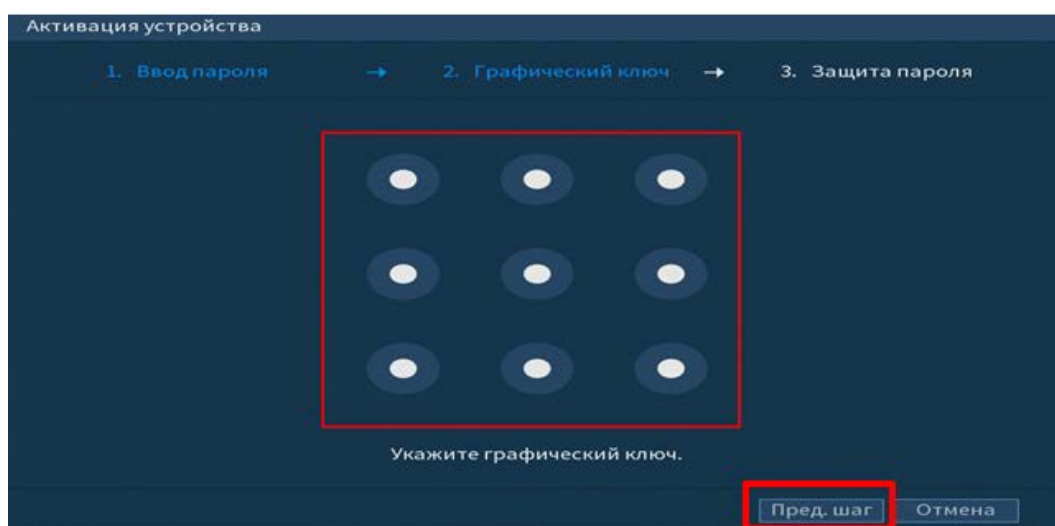 Активация устройства
1. Ввод пароля → 2. Графический ключ → 3. Защита пароля
Укажите графический ключ.
Пред. шаг Отмена